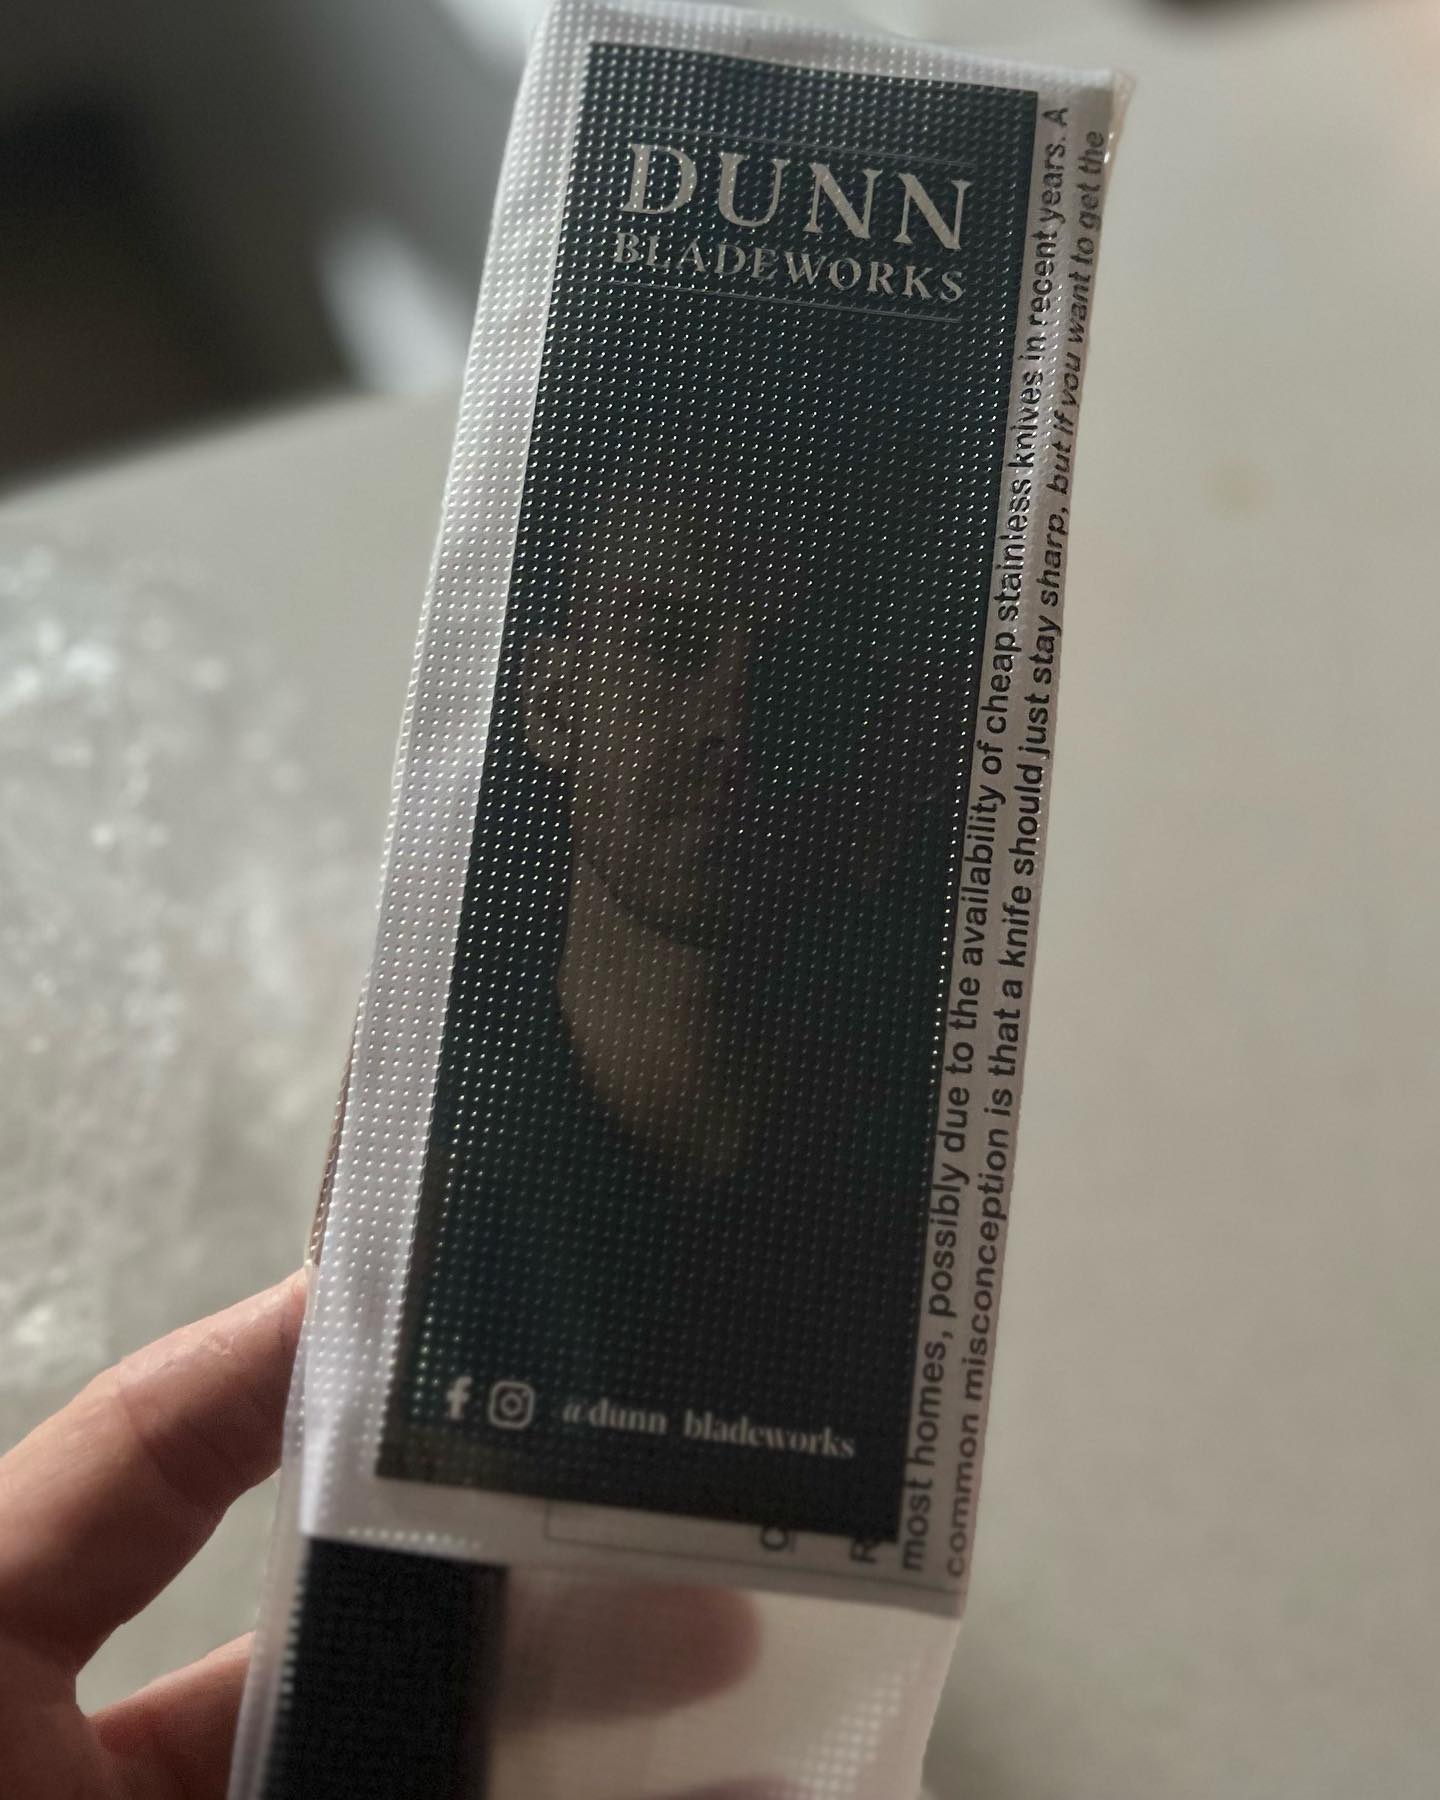 DUNN
BLADEWORKS
@dunn_bladeworks
most homes, possibly due to the availability of cheap stainless knives in recent years. A
common misconception is that a knife should just stay sharp, but if you want to get the